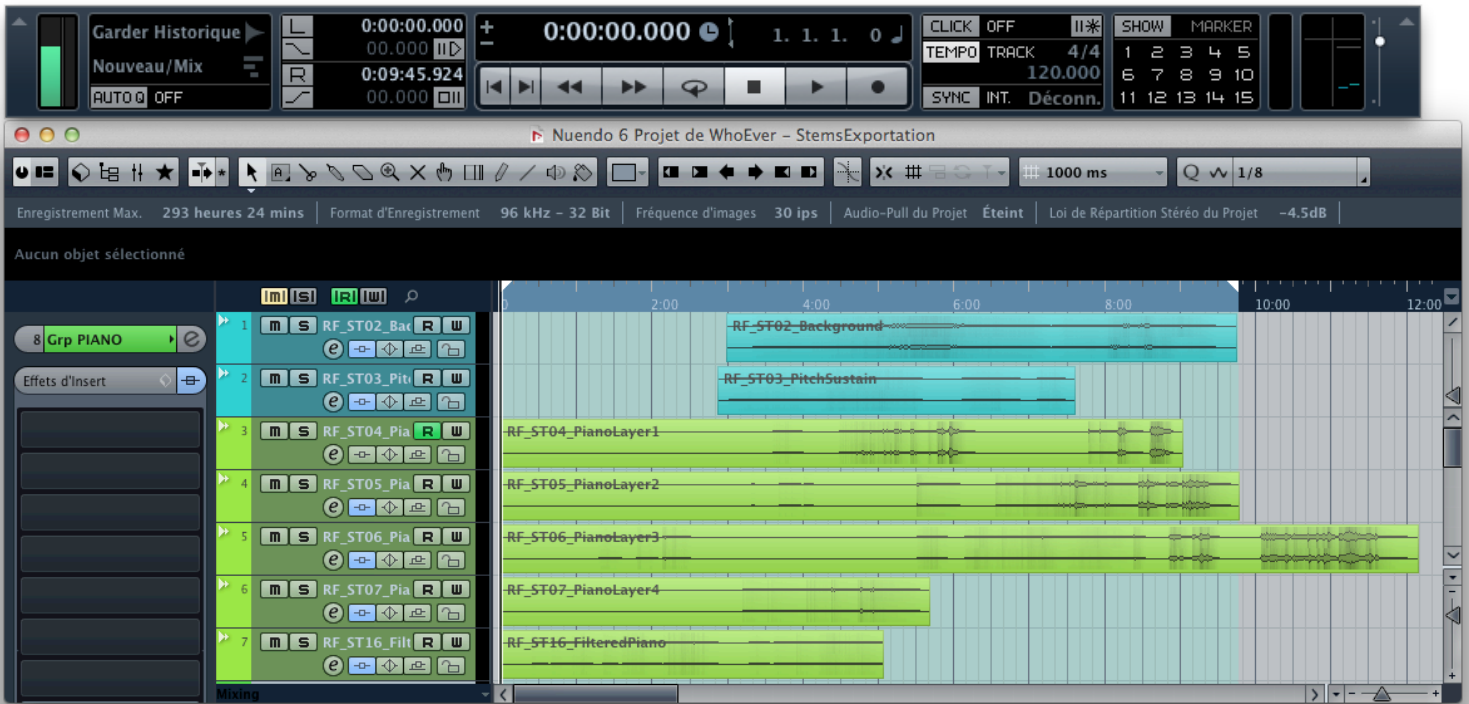 Garder Historique
Nouveau/Mix
AUTO Q OFF
L 0:00:00.000
00.000
R 0:09:45.924
00.000
0:00:00.000
1. 1. 1. 0
CLICK OFF
TEMPO TRACK 4/4
120.000
SYNC INT. Déconn.
SHOW MARKER
1 2 3 4 5
6 7 8 9 10
11 12 13 14 15
Nuendo 6 Projet de WhoEver – StemsExportation
1000 ms
Q 1/8
Enregistrement Max. 293 heures 24 mins Format d'Enregistrement 96 kHz – 32 Bit Fréquence d'images 30 ips Audio-Pull du Projet Éteint Loi de Répartition Stéréo du Projet -4.5dB
Aucun objet sélectionné
m S R W
0 2:00 4:00 6:00 8:00 10:00 12:00
8 Grp PIANO e
Effets d'Insert
1 m S RF_ST02_Bac R W
e
RF_ST02_Background
2 m S RF_ST03_Pit R W
e
RF_ST03_PitchSustain
3 m S RF_ST04_Pia R W
e
RF_ST04_PianoLayer1
4 m S RF_ST05_Pia R W
e
RF_ST05_PianoLayer2
5 m S RF_ST06_Pia R W
e
RF_ST06_PianoLayer3
6 m S RF_ST07_Pia R W
e
RF_ST07_PianoLayer4
7 m S RF_ST16_Filt R W
e
RF_ST16_FilteredPiano
Mixing